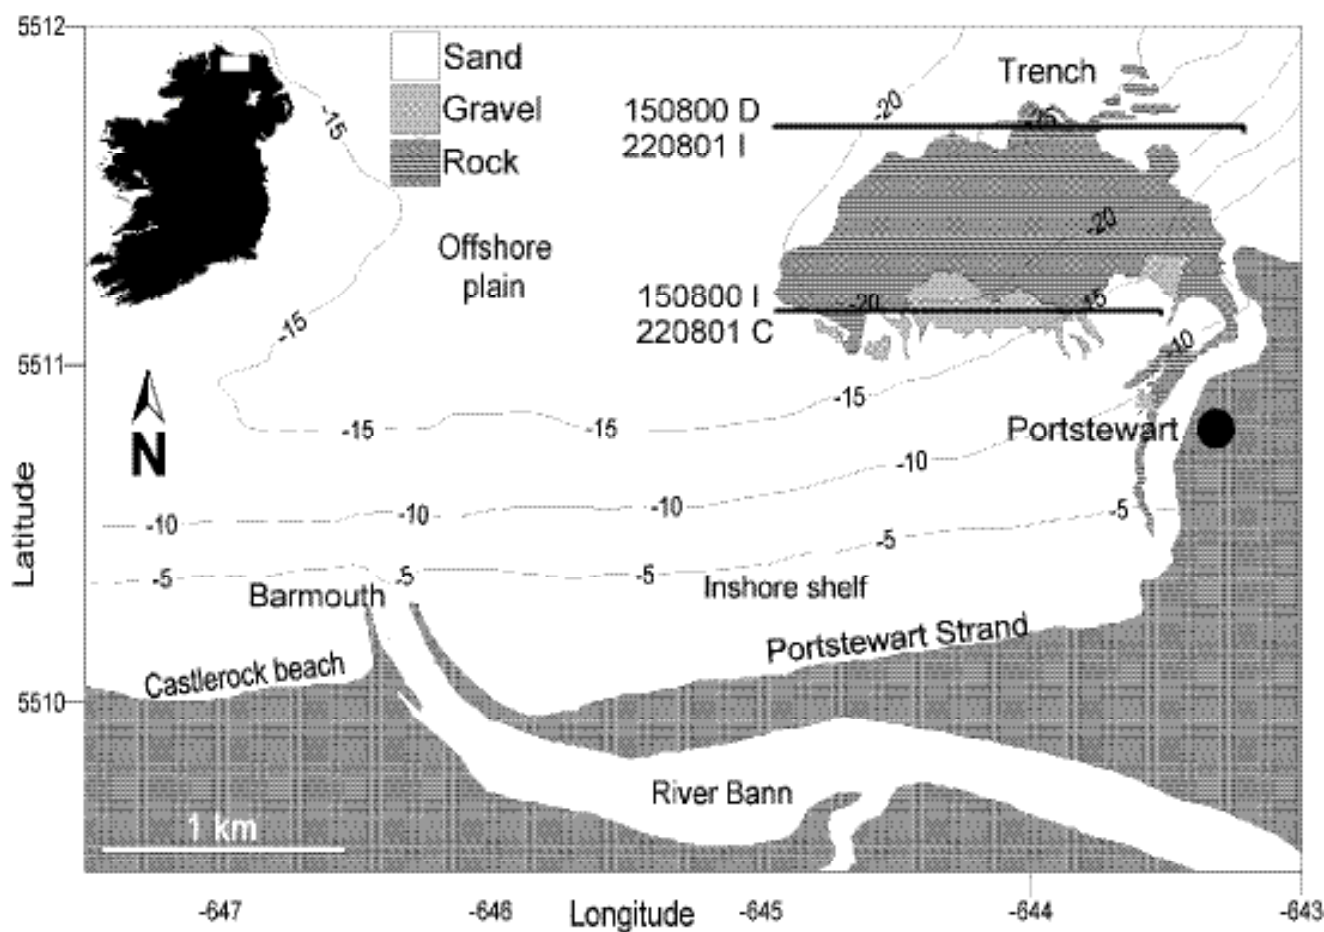 5512
Sand
Trench
-15
Gravel
150800 D
-20
-25
220801 I
Rock
-20
Offshore
plain
150800 I
-20
-15
-15
220801 C
-10
5511
-15
N
-15
-15
Portstewart
-10
Latitude
-10
-10
-10
-5
-5
-5
-5
-5
Barmouth
Inshore shelf
Portstewart Strand
Castlerock beach
5510
River Bann
1 km
-647
-646
Longitude
-645
-644
-643